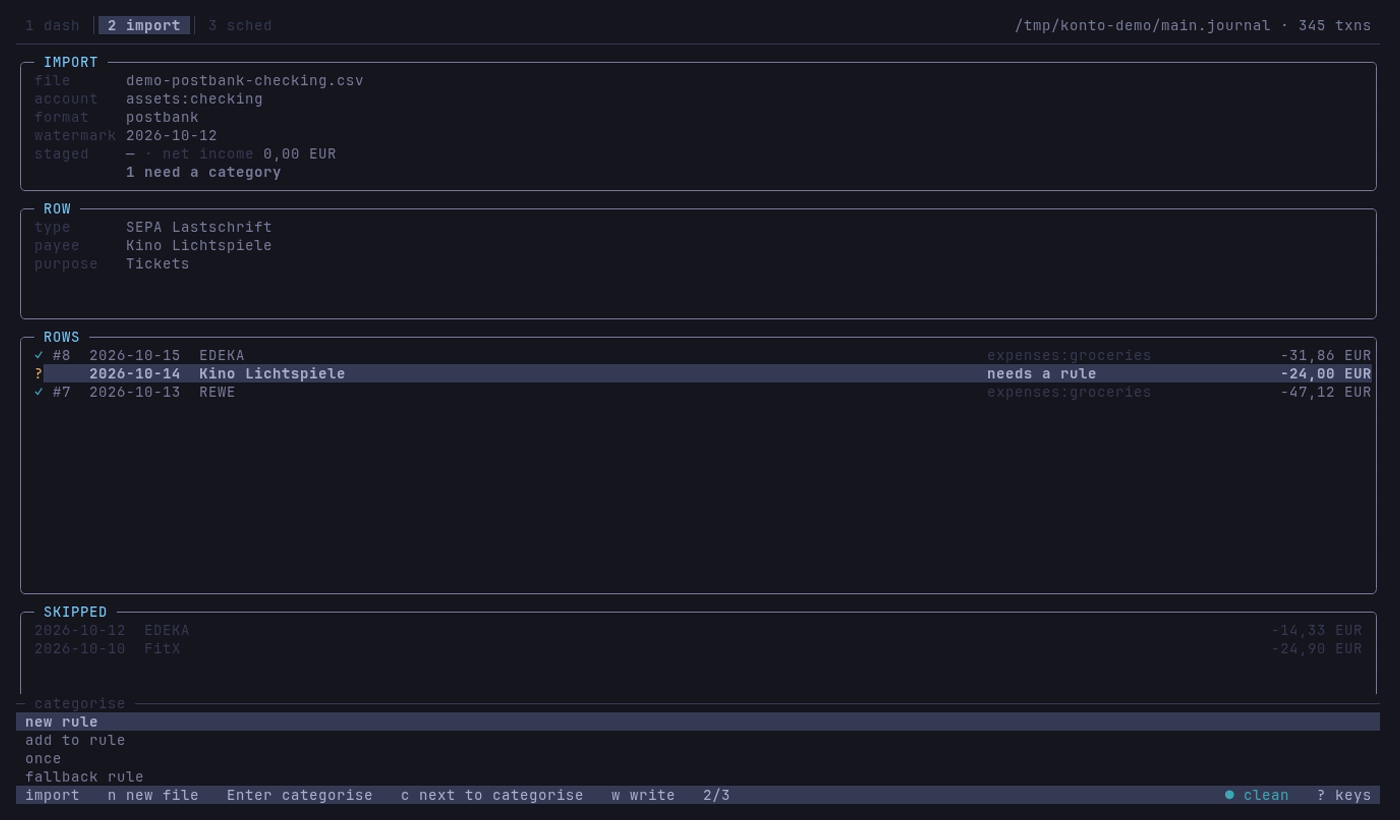 1 dash │ 2 import │ 3 sched /tmp/konto-demo/main.journal · 345 txns
IMPORT
file demo-postbank-checking.csv
account assets:checking
format postbank
watermark 2026-10-12
staged — · net income 0,00 EUR
1 need a category
ROW
type SEPA Lastschrift
payee Kino Lichtspiele
purpose Tickets
ROWS
✓ #8 2026-10-15 EDEKA expenses:groceries -31,86 EUR
? 2026-10-14 Kino Lichtspiele needs a rule -24,00 EUR
✓ #7 2026-10-13 REWE expenses:groceries -47,12 EUR
SKIPPED
2026-10-12 EDEKA -14,33 EUR
2026-10-10 FitX -24,90 EUR
categorise
new rule
add to rule
once
fallback rule
import n new file Enter categorise c next to categorise w write 2/3 ● clean ? keys